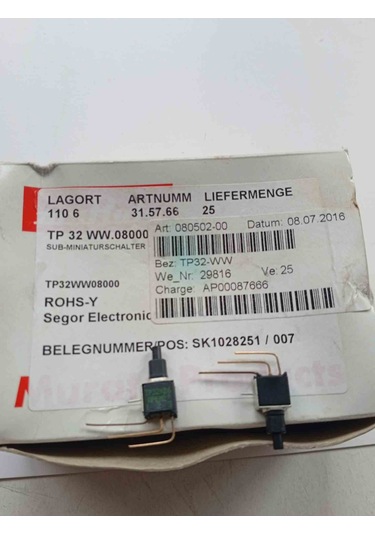 LAGORT ARTNUMM LIEFERMENGE
110 6 31.57.66 25
TP 32 WW.08000
SUB-MINIATURSCHALTER
Art: 080502-00 Datum: 08.07.2016
Bez: TP32-WW
We_Nr: 29816 Ve: 25
Charge: AP00087666
TP32WW08000
ROHS-Y
Segor Electronic
BELEGNUMMER/POS: SK1028251 / 007